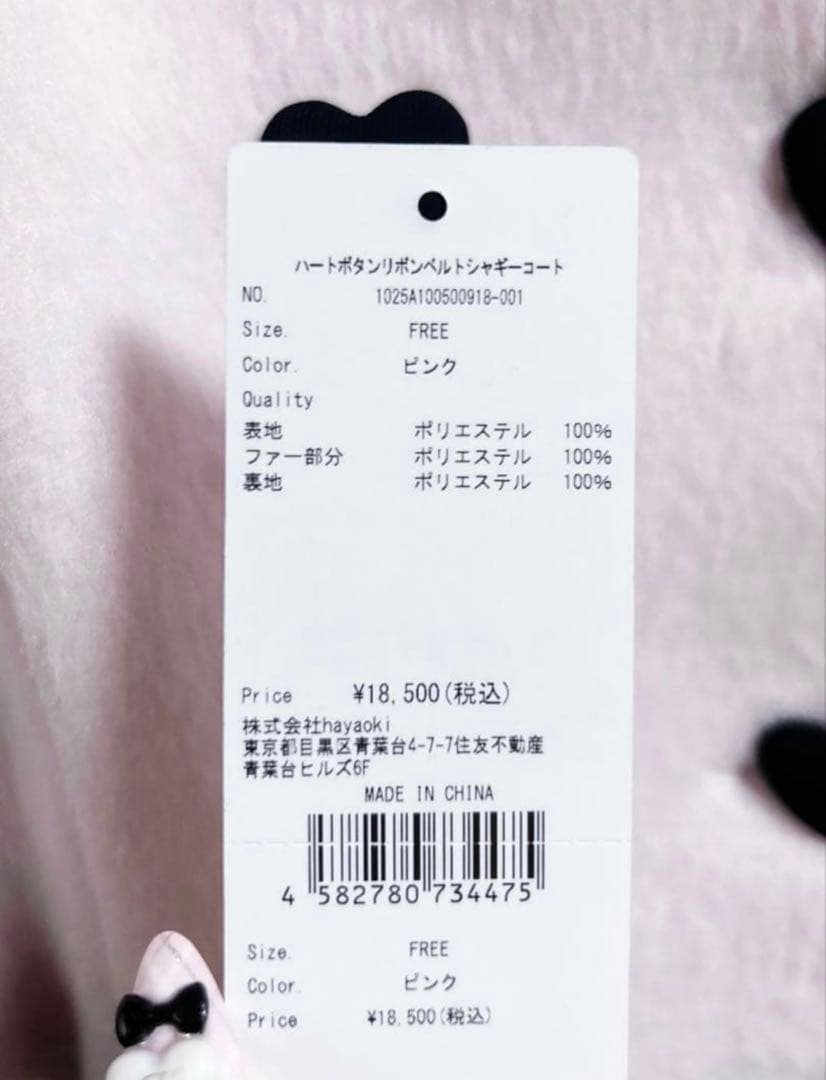 ハートボタンリボンベルトシャギーコート
NO. 1025A100500918-001
Size. FREE
Color. ピンク
Quality
表地 ポリエステル 100%
ファー部分 ポリエステル 100%
裏地 ポリエステル 100%
Price ¥18,500(税込)
株式会社hayaoki
東京都目黒区青葉台4-7-7住友不動産
青葉台ヒルズ6F
MADE IN CHINA
4 582780 734475
Size. FREE
Color. ピンク
Price ¥18,500(税込)